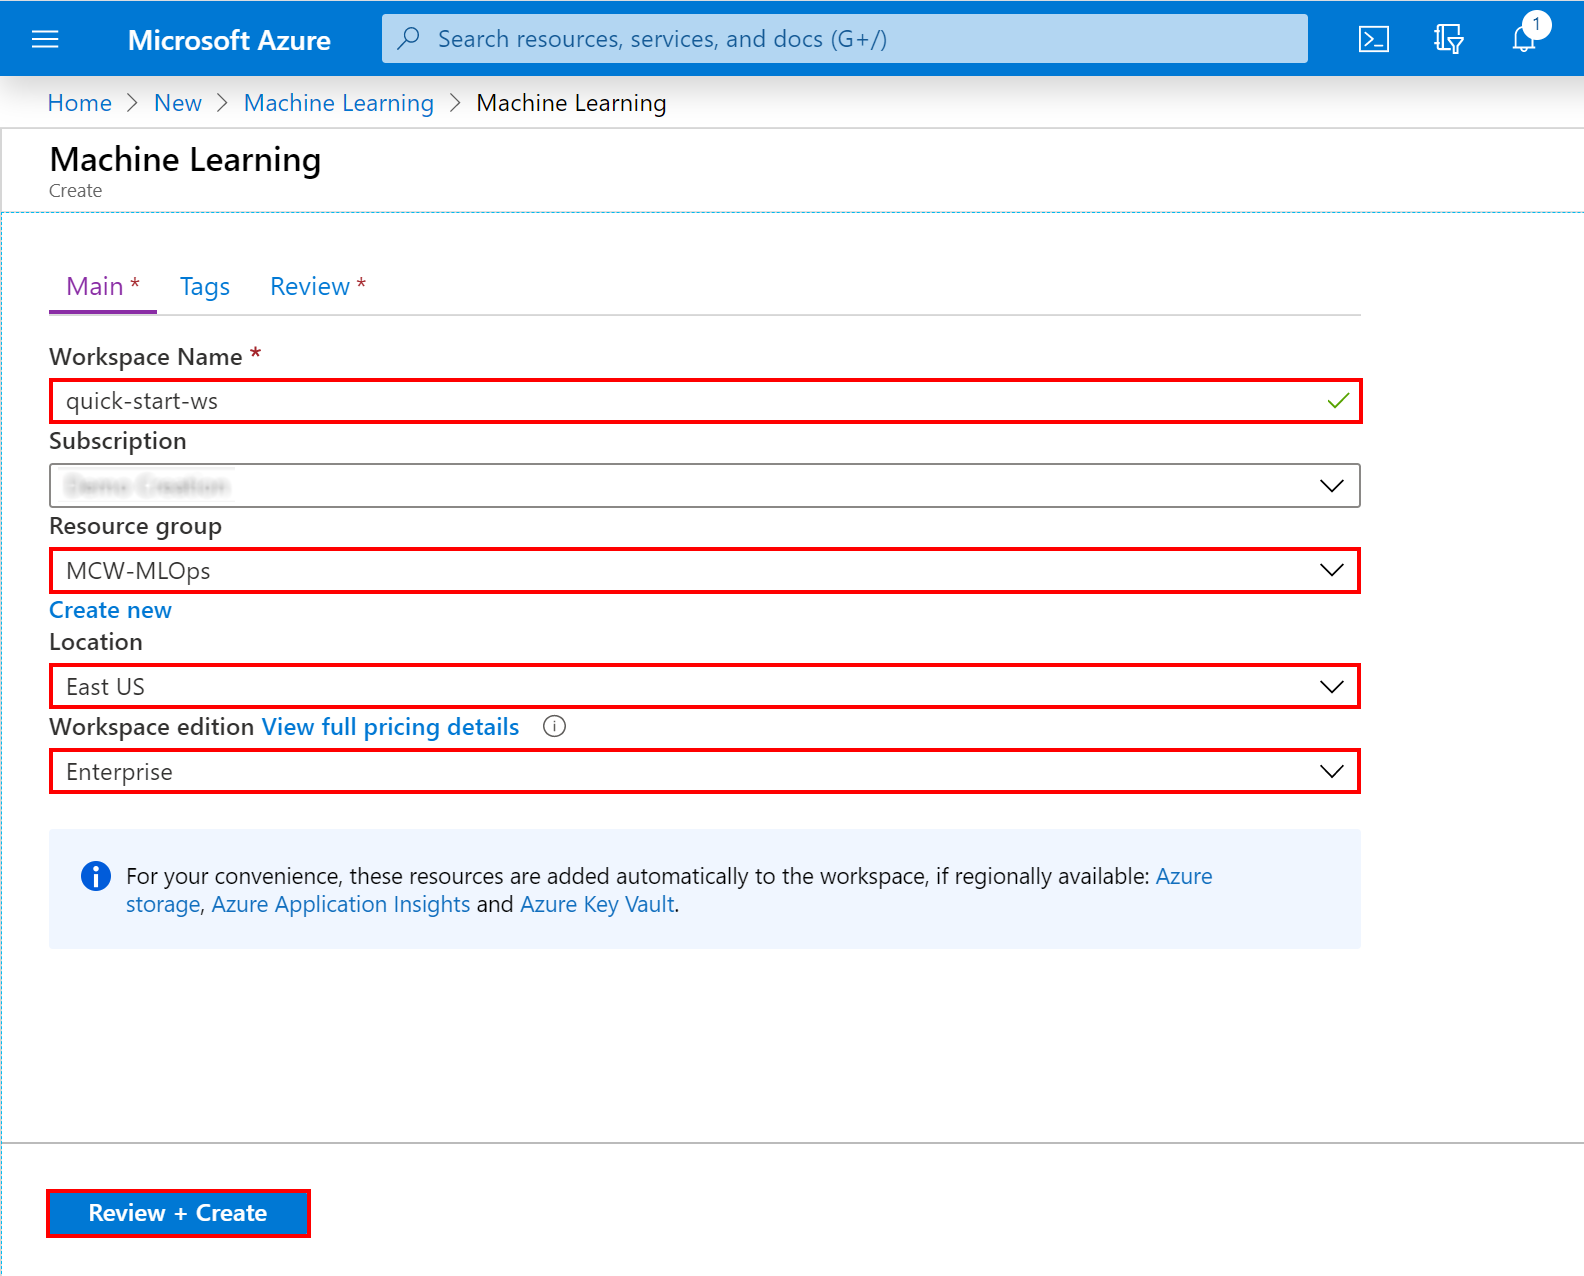 Microsoft Azure
Search resources, services, and docs (G+/)
1
Home > New > Machine Learning > Machine Learning
Machine Learning
Create
Main * Tags Review *
Workspace Name *
quick-start-ws
Subscription
Resource group
MCW-MLOps
Create new
Location
East US
Workspace edition View full pricing details
Enterprise
For your convenience, these resources are added automatically to the workspace, if regionally available: Azure
storage, Azure Application Insights and Azure Key Vault.
Review + Create